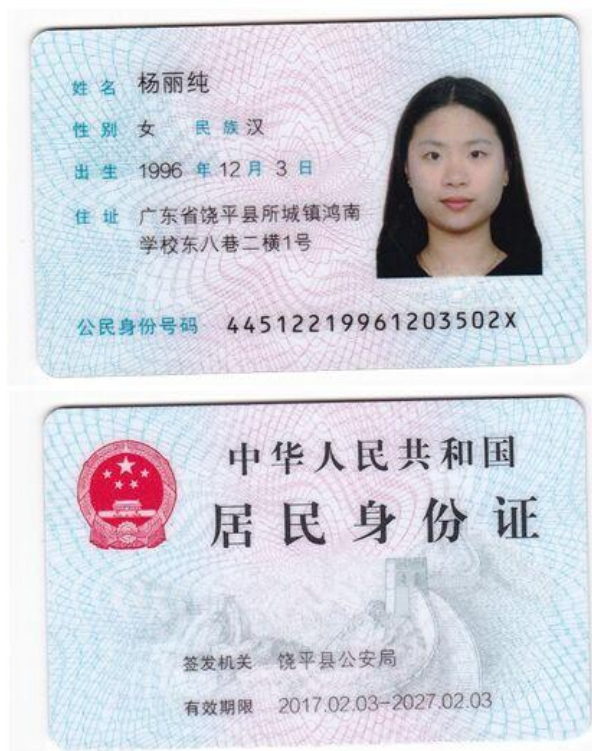 姓名 杨丽纯
性别 女 民族 汉
出生 1996 年 12 月 3 日
住址 广东省饶平县所城镇鸿南
学校东八巷二横1号
公民身份号码 44512219961203502X
中华人民共和国
居民身份证
签发机关 饶平县公安局
有效期限 2017.02.03-2027.02.03